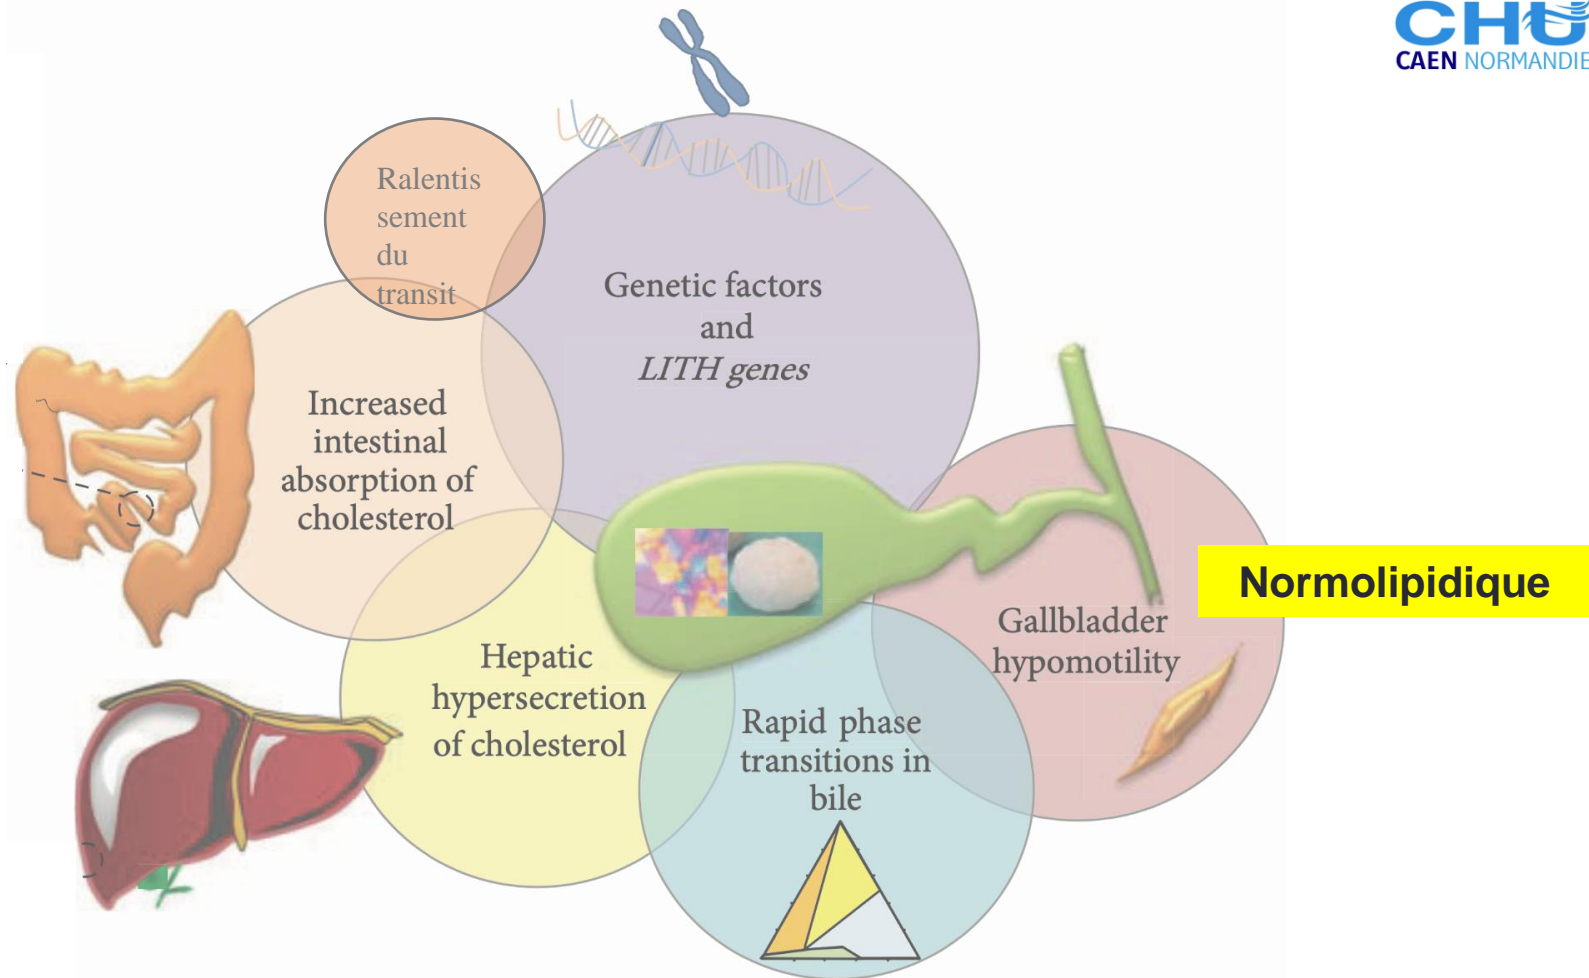 CHU
CAEN NORMANDIE
Ralentis
sement
du
transit
Genetic factors
and
LITH genes
Increased
intestinal
absorption of
cholesterol
Normolipidique
Gallbladder
hypomotility
Hepatic
hypersecretion
of cholesterol
Rapid phase
transitions in
bile